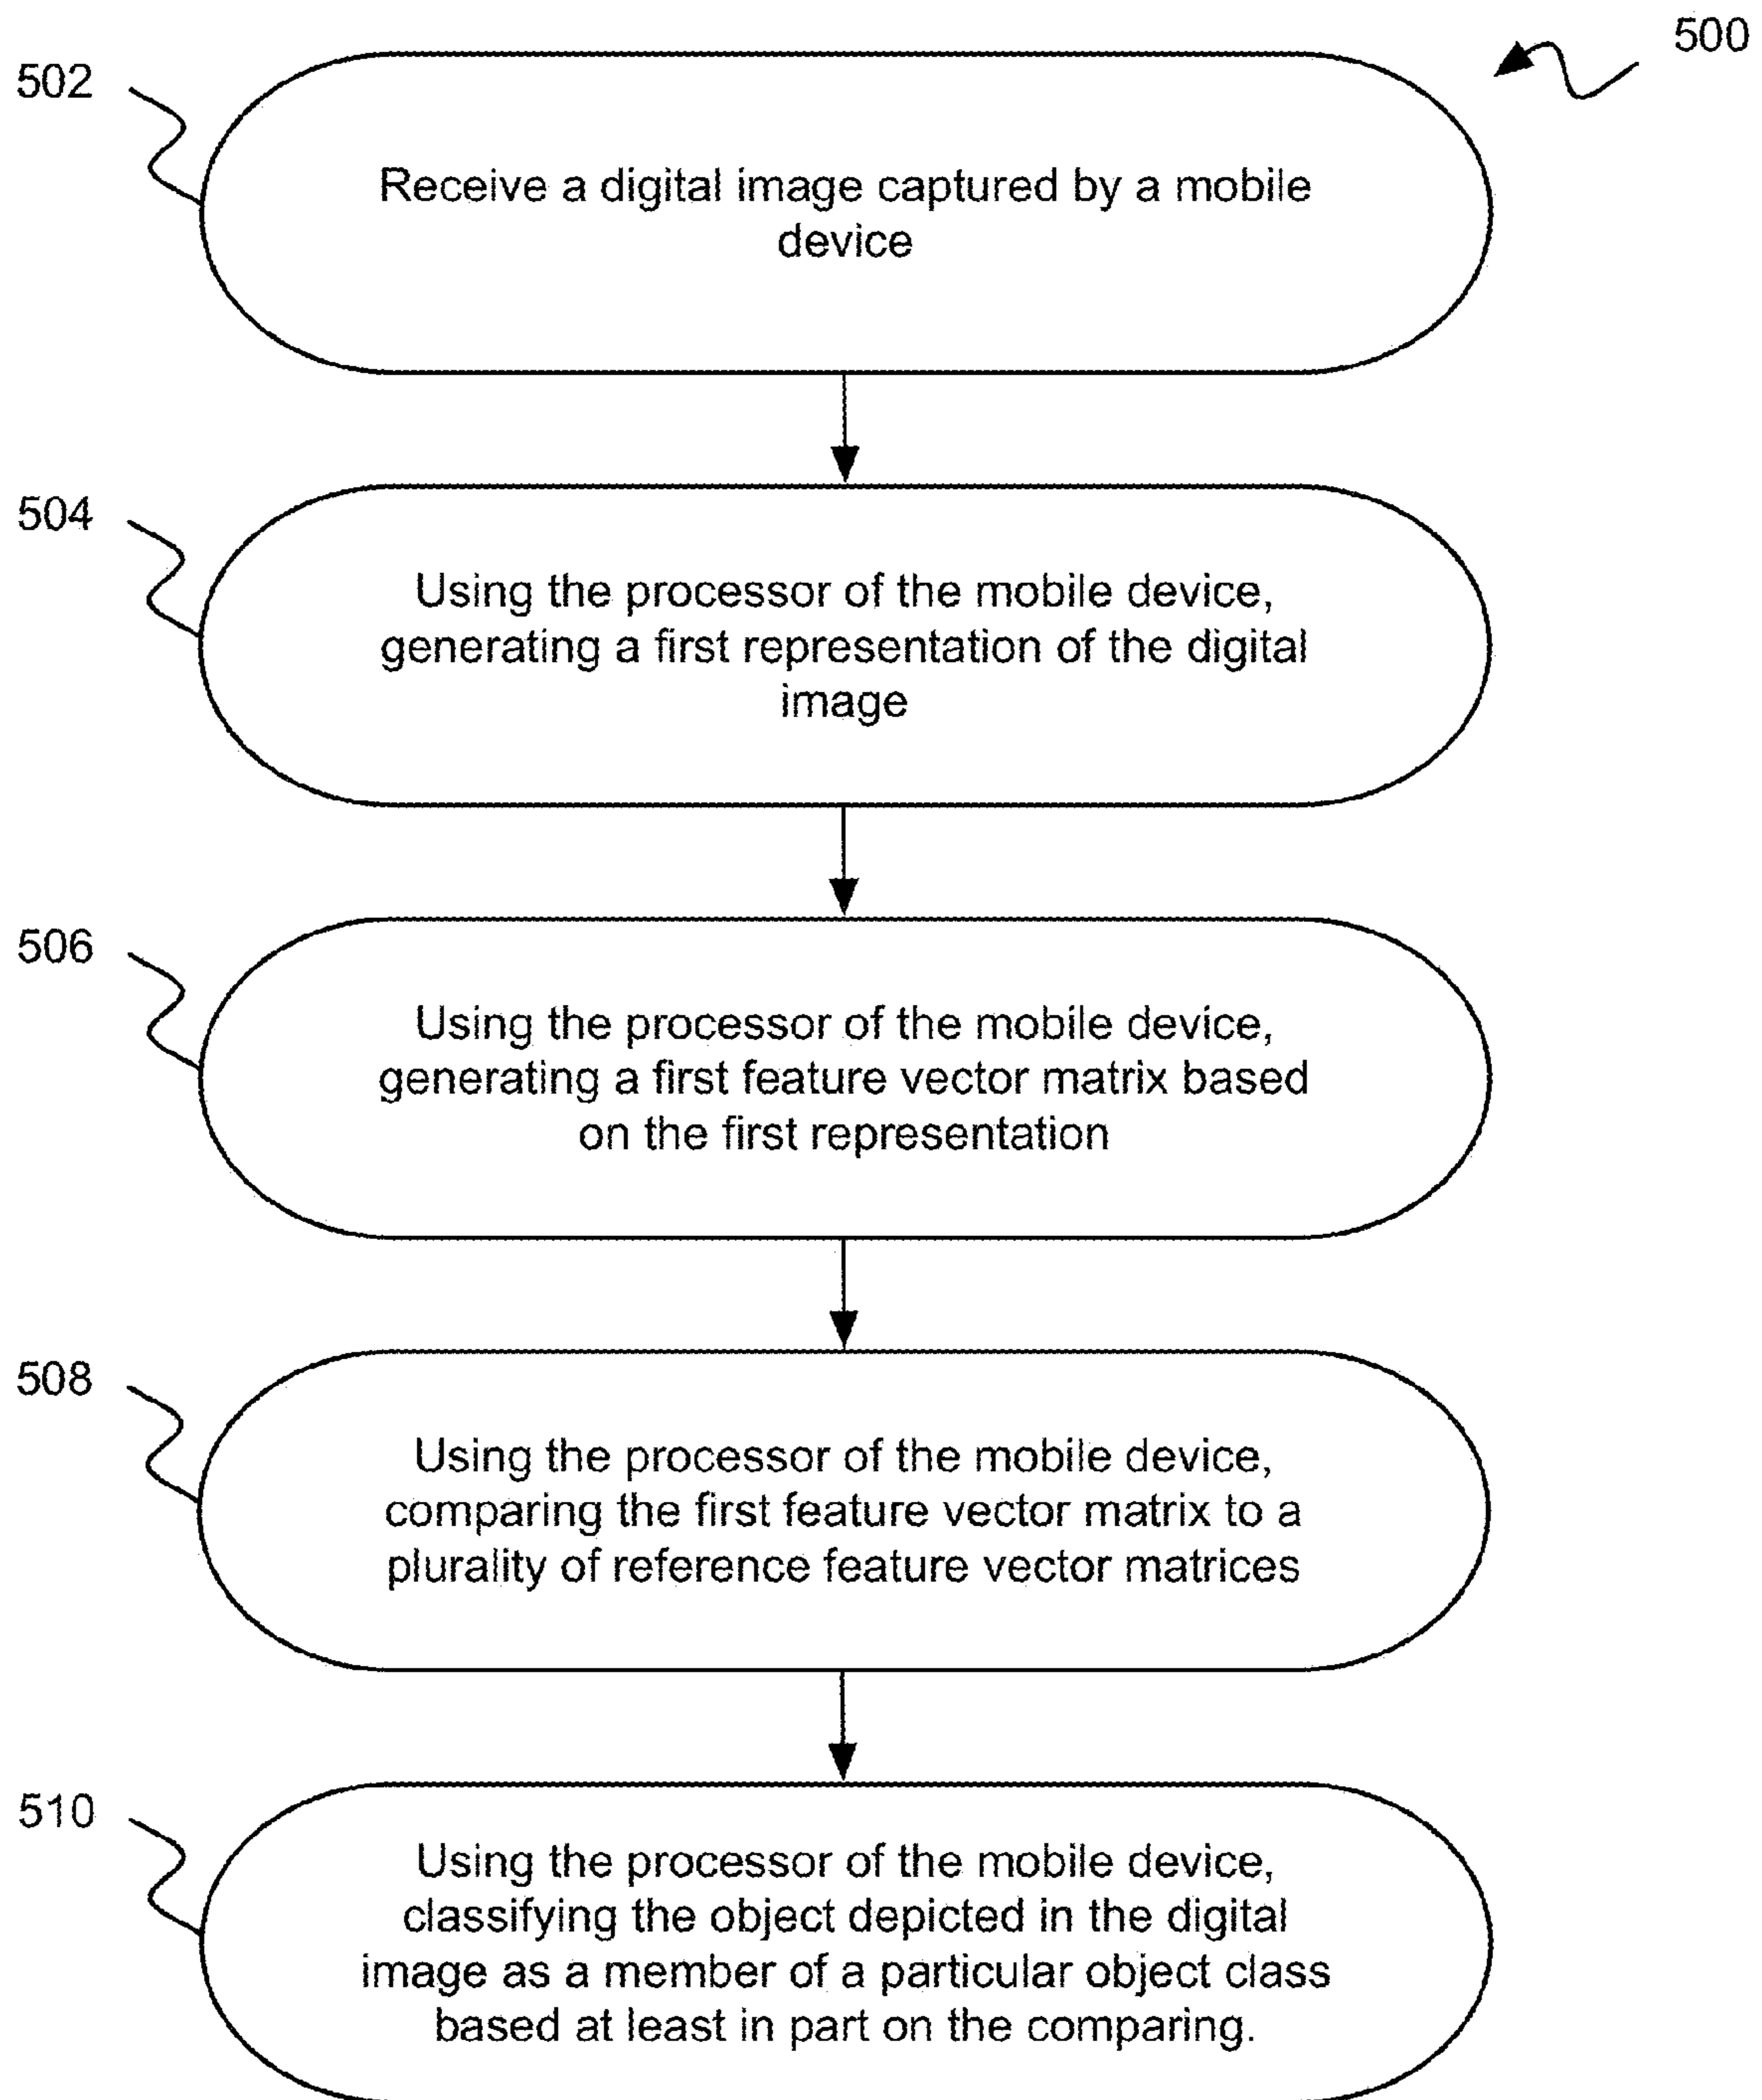 500
502
Receive a digital image captured by a mobile
device
504
Using the processor of the mobile device,
generating a first representation of the digital
image
506
Using the processor of the mobile device,
generating a first feature vector matrix based
on the first representation
508
Using the processor of the mobile device,
comparing the first feature vector matrix to a
plurality of reference feature vector matrices
510
Using the processor of the mobile device,
classifying the object depicted in the digital
image as a member of a particular object class
based at least in part on the comparing.